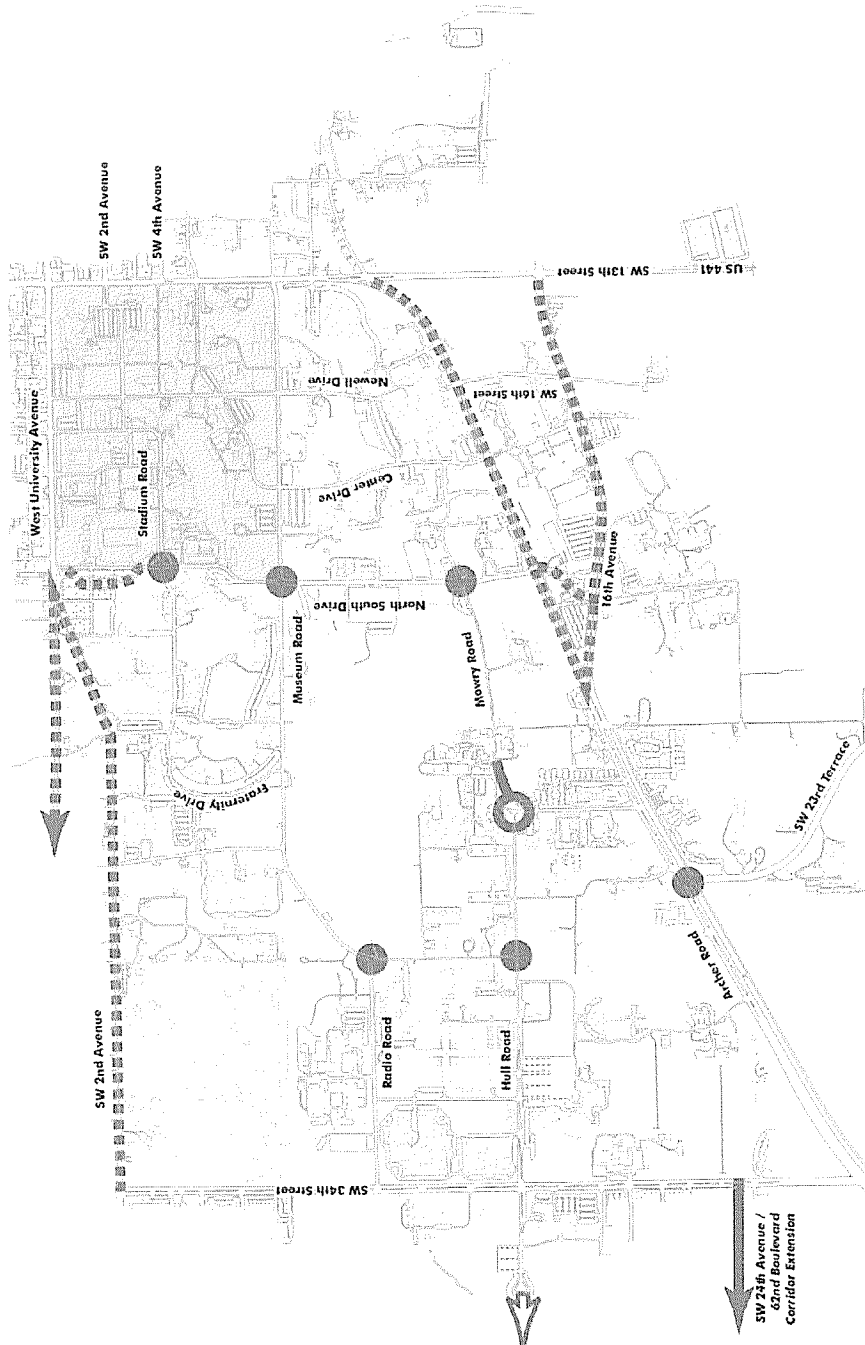 SW 2nd Avenue
SW 4th Avenue
West University Avenue
Stadium Road
SW 13th Street
US 441
Newell Drive
SW 16th Street
Center Drive
North South Drive
16th Avenue
Museum Road
Mowry Road
Fraternity Drive
SW 23rd Terrace
Archer Road
SW 2nd Avenue
Radio Road
Hull Road
SW 34th Street
SW 24th Avenue /
62nd Boulevard
Corridor Extension